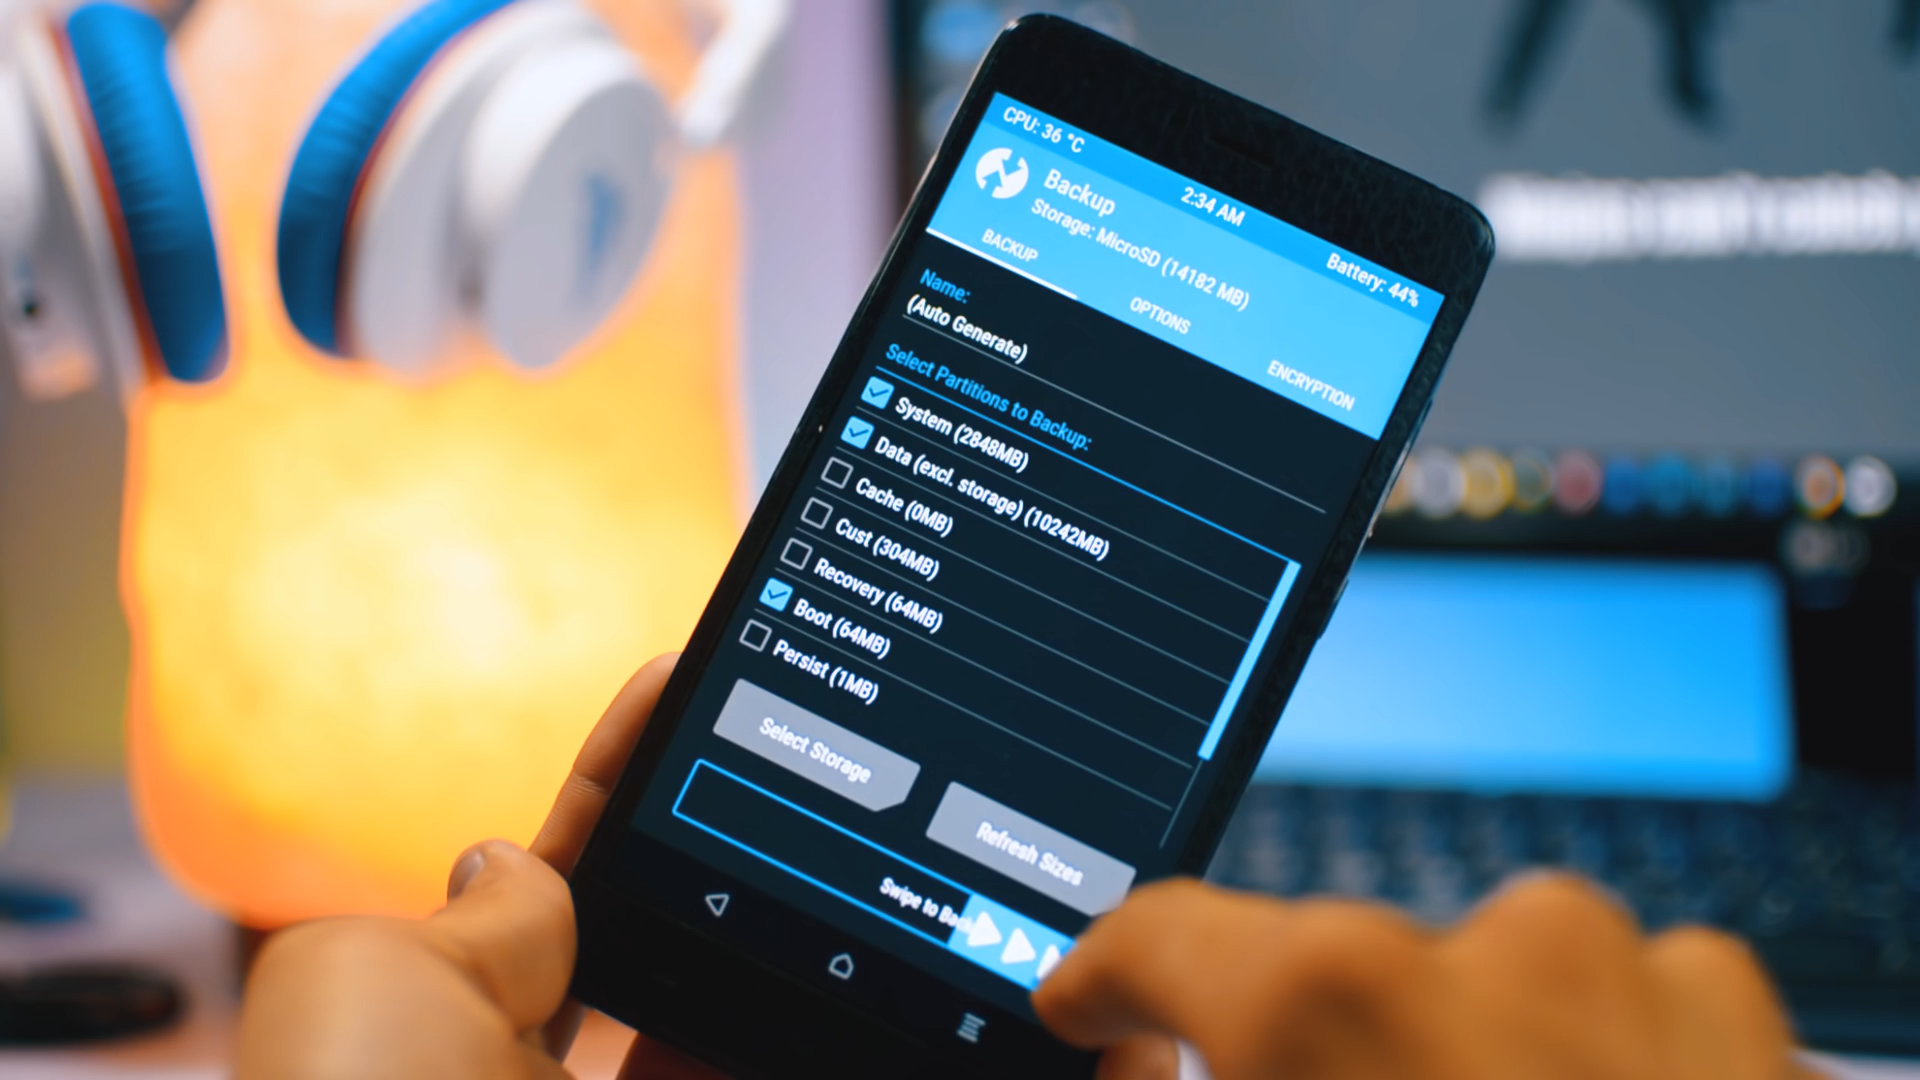 CPU: 36 °C
2:34 AM
Battery: 44%
Backup
Storage: MicroSD (14182 MB)
BACKUP
OPTIONS
ENCRYPTION
Name:
(Auto Generate)
Select Partitions to Backup:
System (2848MB)
Data (excl. storage) (10242MB)
Cache (0MB)
Cust (304MB)
Recovery (64MB)
Boot (64MB)
Persist (1MB)
Select Storage
Refresh Sizes
Swipe to